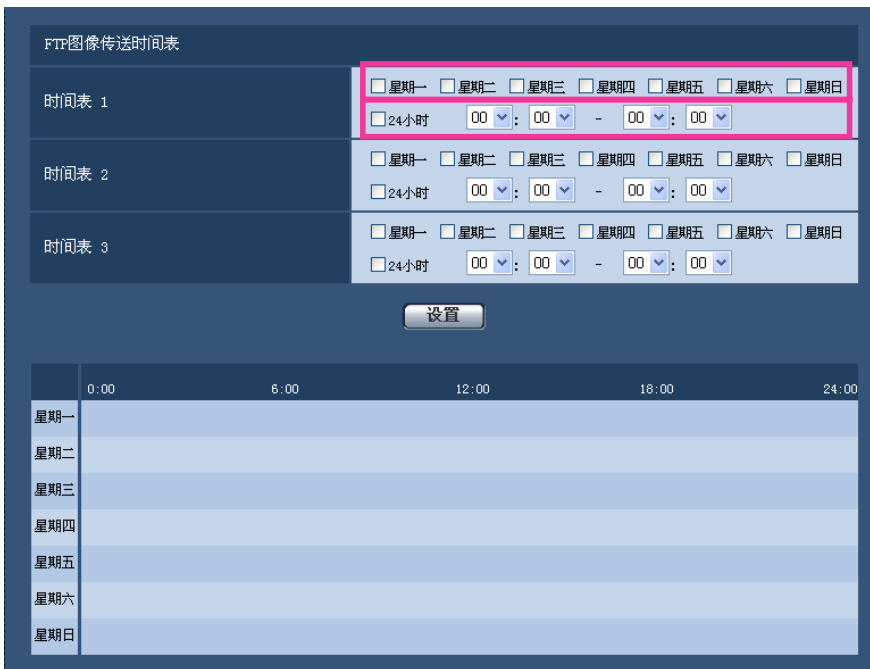 FTP图像传送时间表
时间表 1
星期一 星期二 星期三 星期四 星期五 星期六 星期日
24小时 00 : 00 - 00 : 00
时间表 2
星期一 星期二 星期三 星期四 星期五 星期六 星期日
24小时 00 : 00 - 00 : 00
时间表 3
星期一 星期二 星期三 星期四 星期五 星期六 星期日
24小时 00 : 00 - 00 : 00
设置
0:00 6:00 12:00 18:00 24:00
星期一
星期二
星期三
星期四
星期五
星期六
星期日